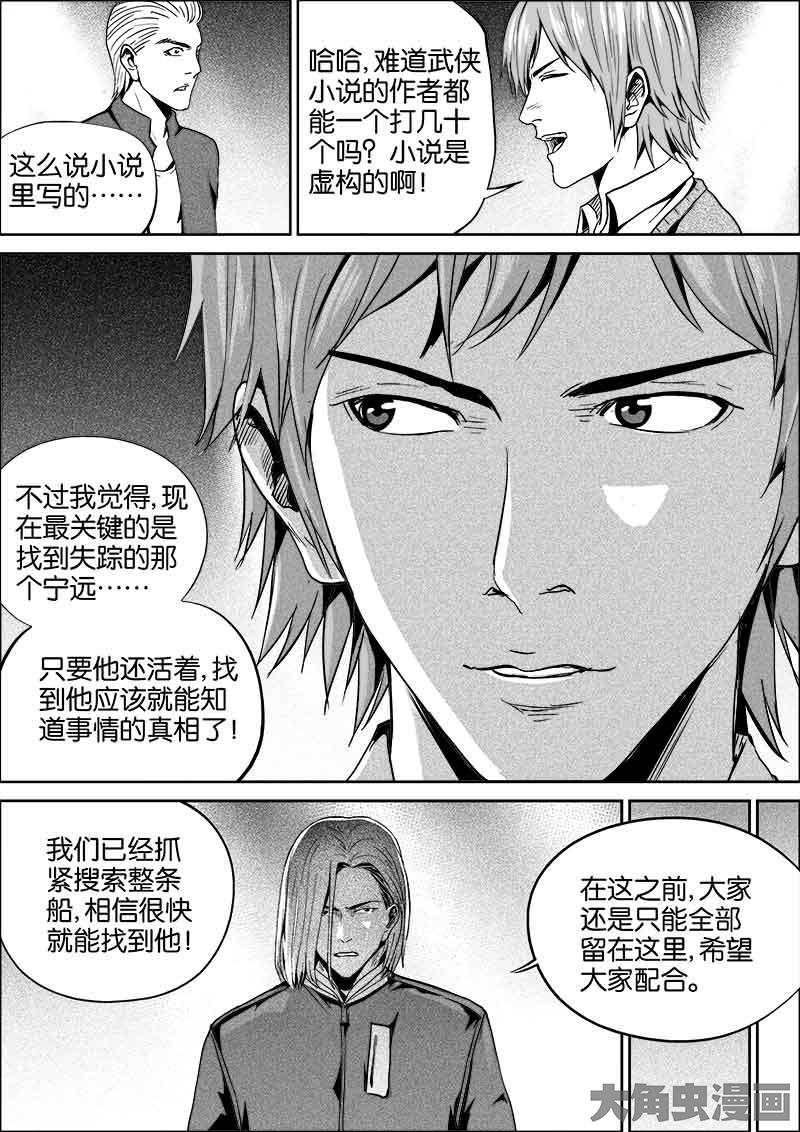 这么说小说
里写的……
哈哈,难道武侠
小说的作者都
能一个打几十
个吗？小说是
虚构的啊！
不过我觉得,现
在最关键的是
找到失踪的那
个宁远……
只要他还活着,找
到他应该就能知
道事情的真相了！
我们已经抓
紧搜索整条
船,相信很快
就能找到他！
在这之前,大家
还是只能全部
留在这里,希望
大家配合。
大角虫漫画